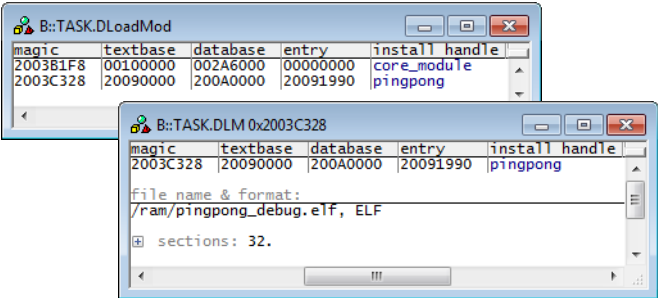 B::TASK.DLoadMod
magic textbase database entry install handle
2003B1F8 00100000 002A6000 00000000 core_module
2003C328 20090000 200A0000 20091990 pingpong
B::TASK.DLM 0x2003C328
magic textbase database entry install handle
2003C328 20090000 200A0000 20091990 pingpong
file name & format:
/ram/pingpong_debug.elf, ELF
sections: 32.